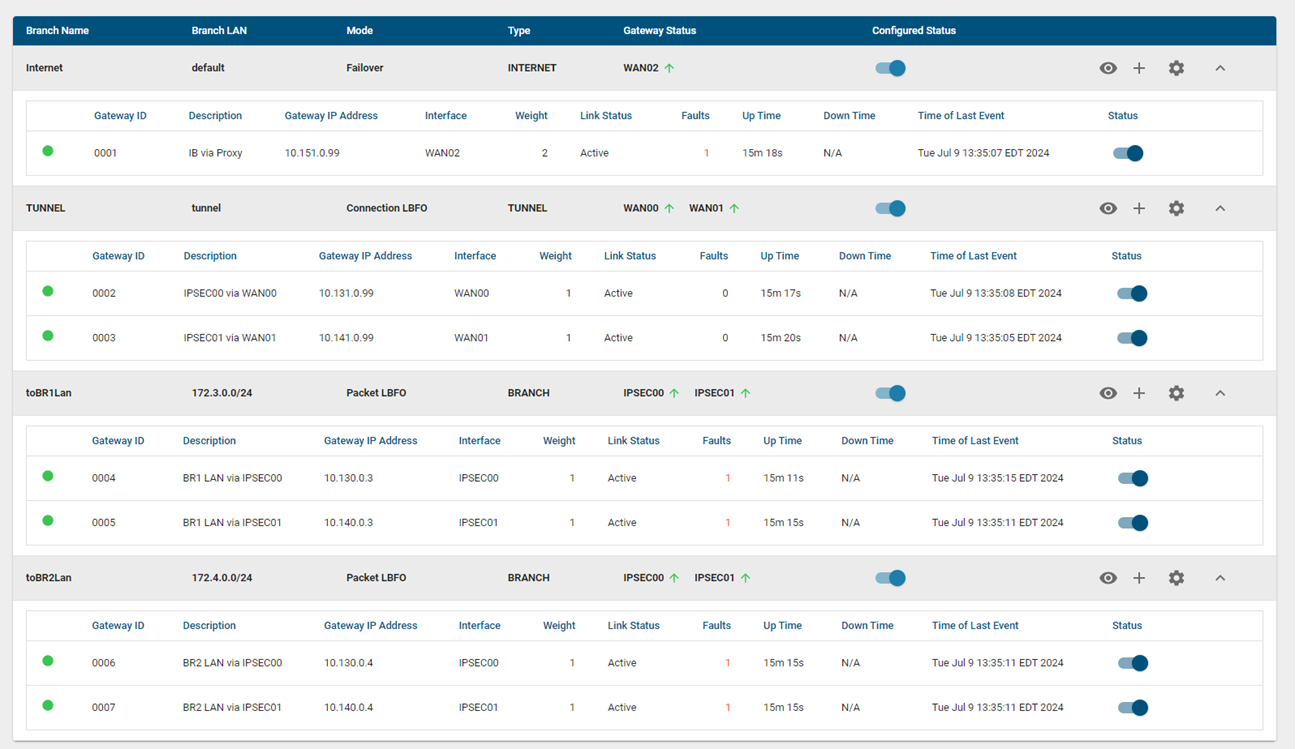 Branch Name Branch LAN Mode Type Gateway Status Configured Status
Internet default Failover INTERNET WAN02
Gateway ID Description Gateway IP Address Interface Weight Link Status Faults Up Time Down Time Time of Last Event Status
0001 IB via Proxy 10.151.0.99 WAN02 2 Active 1 15m 18s N/A Tue Jul 9 13:35:07 EDT 2024
TUNNEL tunnel Connection LBFO TUNNEL WAN00 WAN01
Gateway ID Description Gateway IP Address Interface Weight Link Status Faults Up Time Down Time Time of Last Event Status
0002 IPSEC00 via WAN00 10.131.0.99 WAN00 1 Active 0 15m 17s N/A Tue Jul 9 13:35:08 EDT 2024
0003 IPSEC01 via WAN01 10.141.0.99 WAN01 1 Active 0 15m 20s N/A Tue Jul 9 13:35:05 EDT 2024
toBR1Lan 172.3.0.0/24 Packet LBFO BRANCH IPSEC00 IPSEC01
Gateway ID Description Gateway IP Address Interface Weight Link Status Faults Up Time Down Time Time of Last Event Status
0004 BR1 LAN via IPSEC00 10.130.0.3 IPSEC00 1 Active 1 15m 11s N/A Tue Jul 9 13:35:15 EDT 2024
0005 BR1 LAN via IPSEC01 10.140.0.3 IPSEC01 1 Active 1 15m 15s N/A Tue Jul 9 13:35:11 EDT 2024
toBR2Lan 172.4.0.0/24 Packet LBFO BRANCH IPSEC00 IPSEC01
Gateway ID Description Gateway IP Address Interface Weight Link Status Faults Up Time Down Time Time of Last Event Status
0006 BR2 LAN via IPSEC00 10.130.0.4 IPSEC00 1 Active 1 15m 15s N/A Tue Jul 9 13:35:11 EDT 2024
0007 BR2 LAN via IPSEC01 10.140.0.4 IPSEC01 1 Active 1 15m 15s N/A Tue Jul 9 13:35:11 EDT 2024